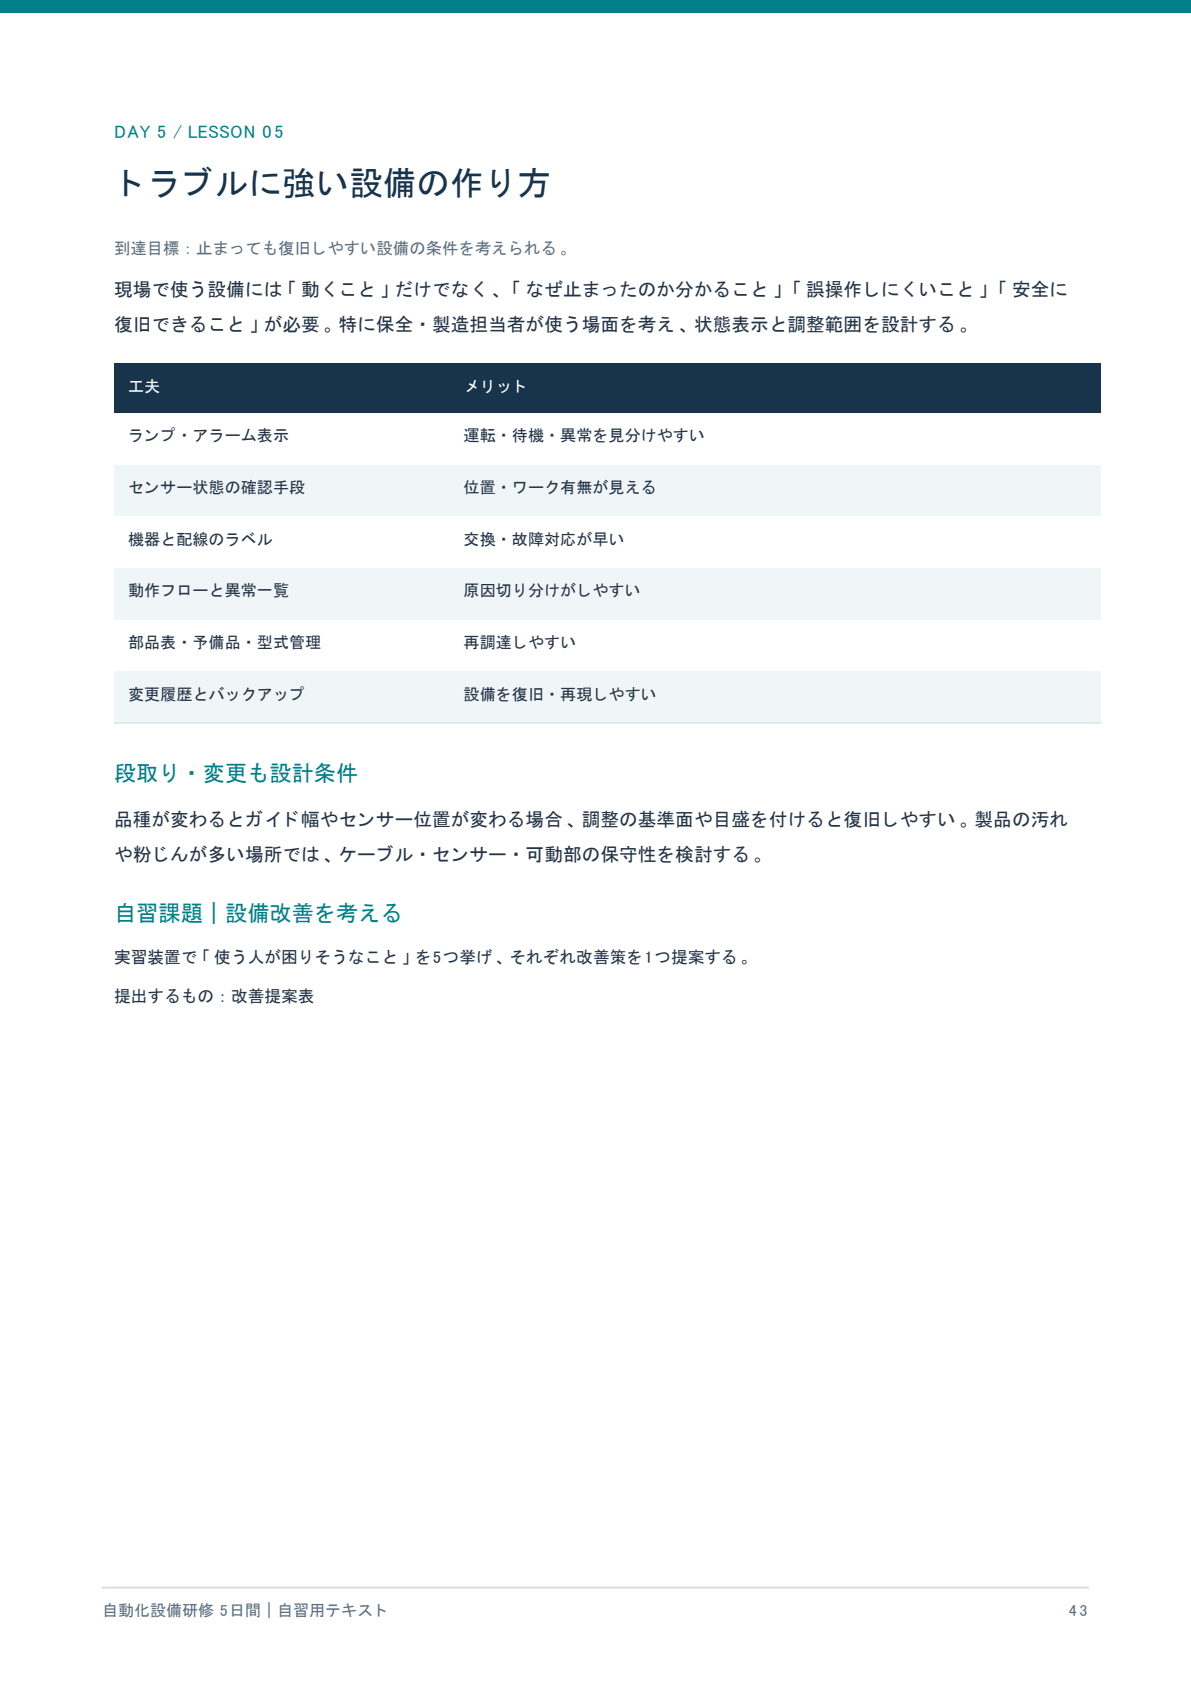 DAY 5 / LESSON 05
トラブルに強い設備の作り方
到達目標：止まっても復旧しやすい設備の条件を考えられる。
現場で使う設備には「動くこと」だけでなく、「なぜ止まったのか分かること」「誤操作しにくいこと」「安全に
復旧できること」が必要。特に保全・製造担当者が使う場面を考え、状態表示と調整範囲を設計する。
工夫 メリット
ランプ・アラーム表示 運転・待機・異常を見分けやすい
センサー状態の確認手段 位置・ワーク有無が見える
機器と配線のラベル 交換・故障対応が早い
動作フローと異常一覧 原因切り分けがしやすい
部品表・予備品・型式管理 再調達しやすい
変更履歴とバックアップ 設備を復旧・再現しやすい
段取り・変更も設計条件
品種が変わるとガイド幅やセンサー位置が変わる場合、調整の基準面や目盛を付けると復旧しやすい。製品の汚れ
や粉じんが多い場所では、ケーブル・センサー・可動部の保守性を検討する。
自習課題｜設備改善を考える
実習装置で「使う人が困りそうなこと」を5つ挙げ、それぞれ改善策を1つ提案する。
提出するもの：改善提案表
自動化設備研修 5日間｜自習用テキスト 43